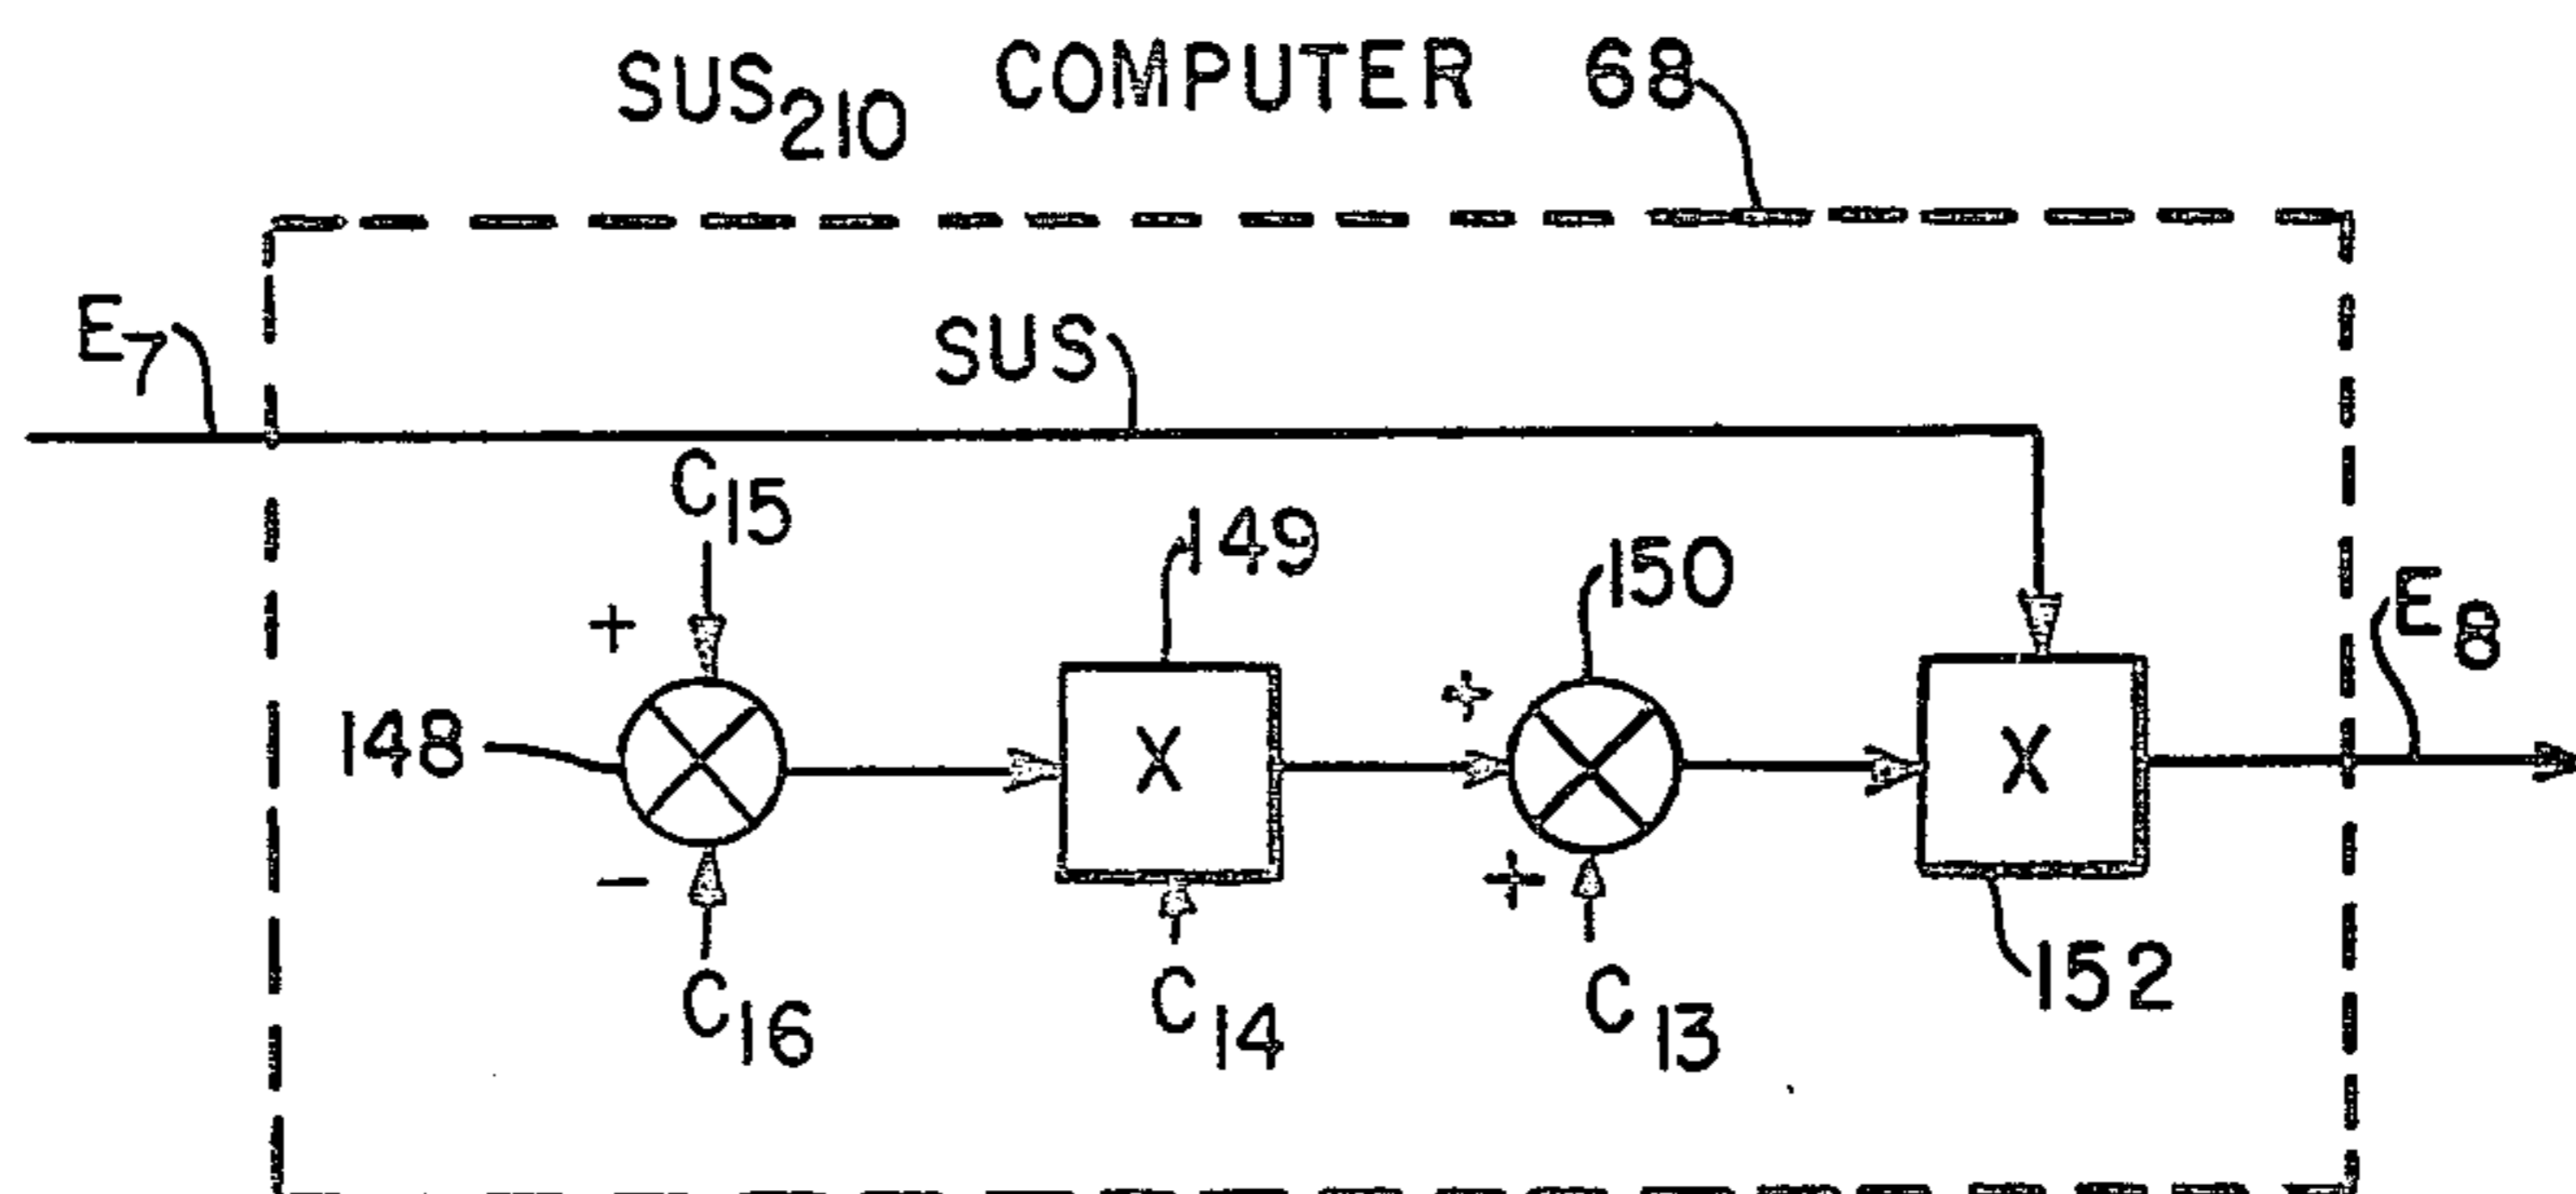 SUS₂₁₀ COMPUTER 68
E₇
SUS
C₁₅
149
150
E₈
+
+
148
X
X
−
+
152
C₁₆
C₁₄
C₁₃